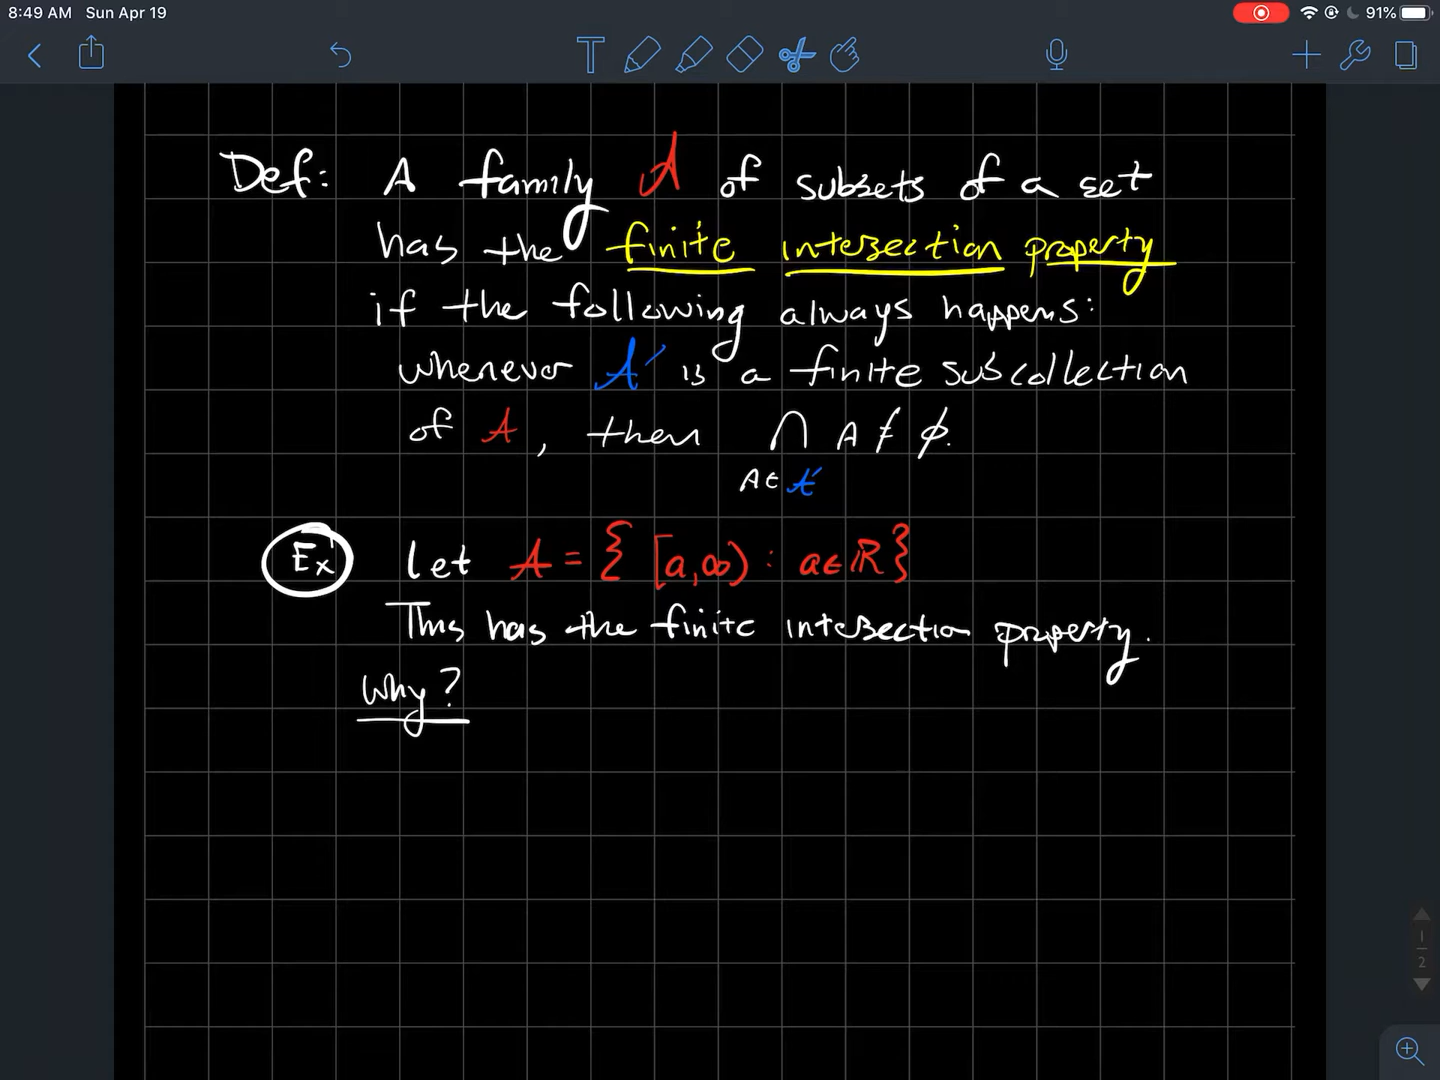 8:49 AM Sun Apr 19
91%
T
Def: A family 𝒜 of subsets of a set
has the finite intersection property
if the following always happens:
whenever 𝒜′ is a finite subcollection
of 𝒜, then ⋂ A ≠ ∅.
A∈𝒜′
Ex Let 𝒜 = { [a,∞) : a∈ℝ}
This has the finite intersection property.
Why?
1
2